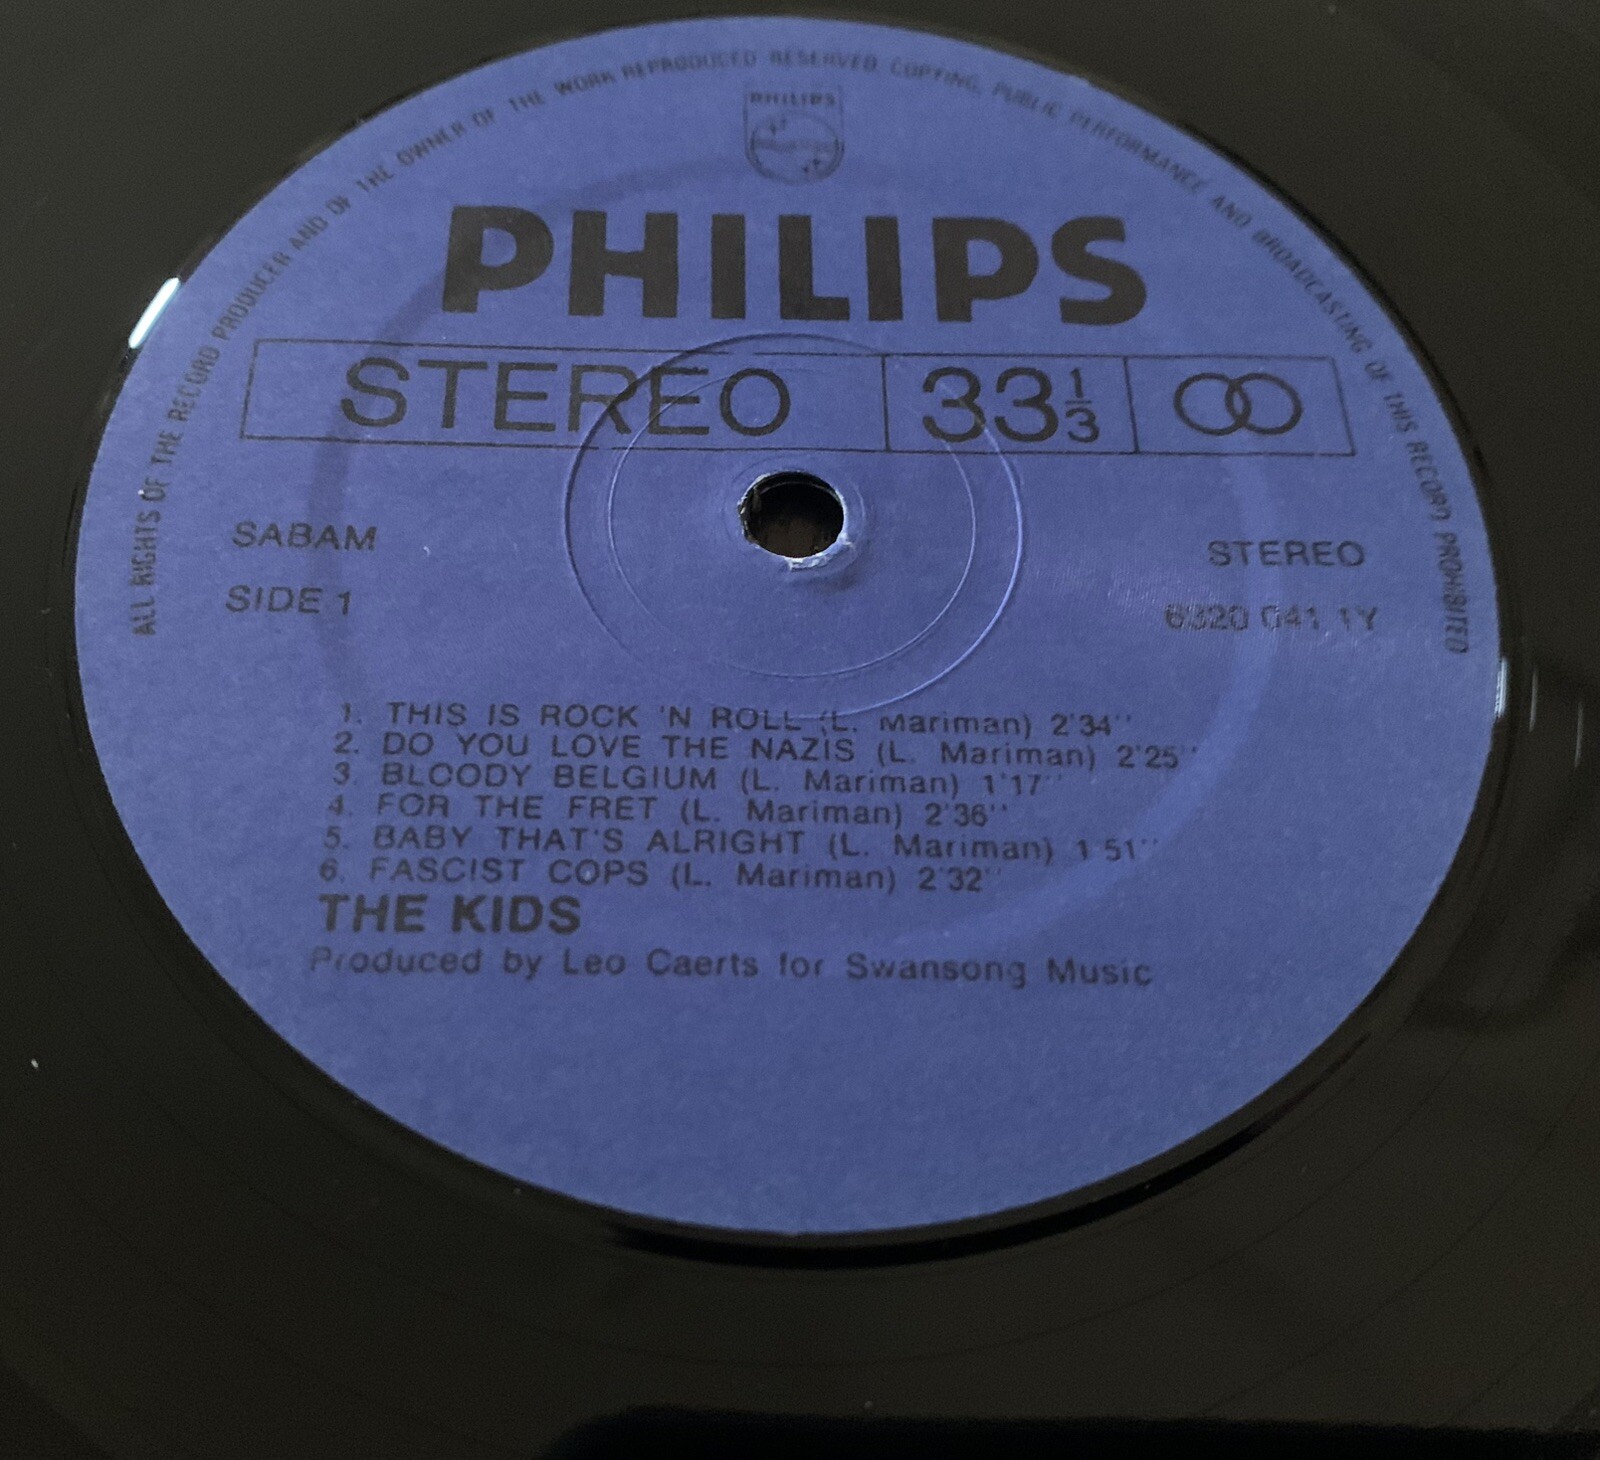 ALL RIGHTS OF THE RECORD PRODUCER AND OF THE OWNER OF THE WORK REPRODUCED RESERVED COPYING, PUBLIC PERFORMANCE AND BROADCASTING OF THIS RECORD PROHIBITED
PHILIPS
PHILIPS
STEREO 33 1/3
SABAM STEREO
SIDE 1 6320 041 1Y
1. THIS IS ROCK 'N ROLL (L. Mariman) 2'34''
2. DO YOU LOVE THE NAZIS (L. Mariman) 2'25''
3. BLOODY BELGIUM (L. Mariman) 1'17''
4. FOR THE FRET (L. Mariman) 2'36''
5. BABY THAT'S ALRIGHT (L. Mariman) 1'51''
6. FASCIST COPS (L. Mariman) 2'32''
THE KIDS
Produced by Leo Caerts for Swansong Music